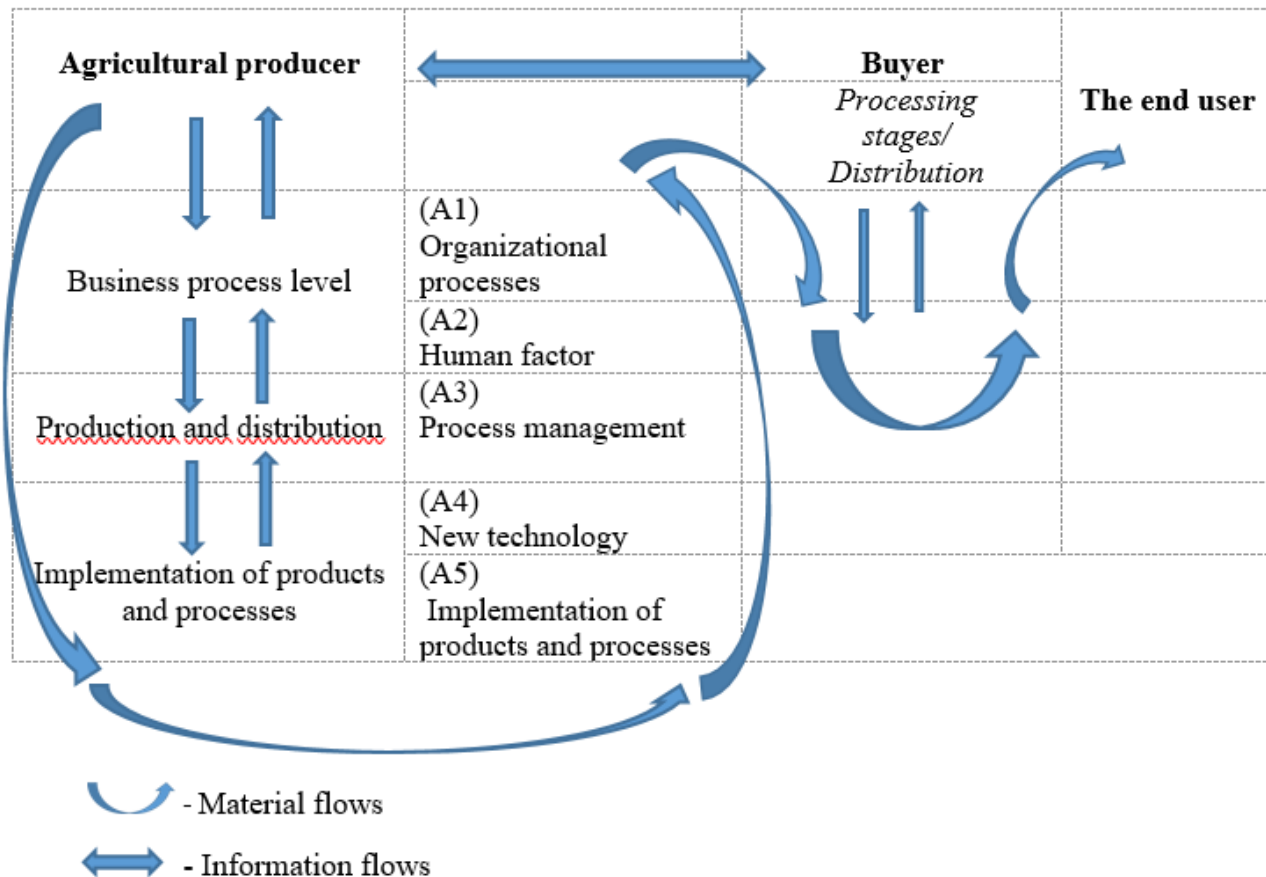 Agricultural producer
Buyer
Processing
stages/
Distribution
The end user
Business process level
Production and distribution
Implementation of products
and processes
(A1)
Organizational
processes
(A2)
Human factor
(A3)
Process management
(A4)
New technology
(A5)
Implementation of
products and processes
- Material flows
- Information flows